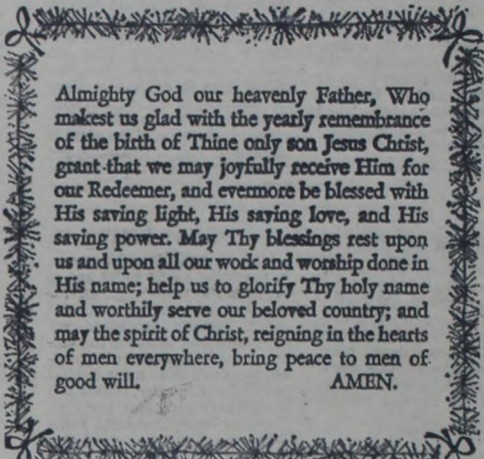 Almighty God our heavenly Father, Who
makest us glad with the yearly remembrance
of the birth of Thine only son Jesus Christ,
grant that we may joyfully receive Him for
our Redeemer, and evermore be blessed with
His saving light, His saving love, and His
saving power. May Thy blessings rest upon
us and upon all our work and worship done in
His name; help us to glorify Thy holy name
and worthily serve our beloved country; and
may the spirit of Christ, reigning in the hearts
of men everywhere, bring peace to men of
good will. AMEN.